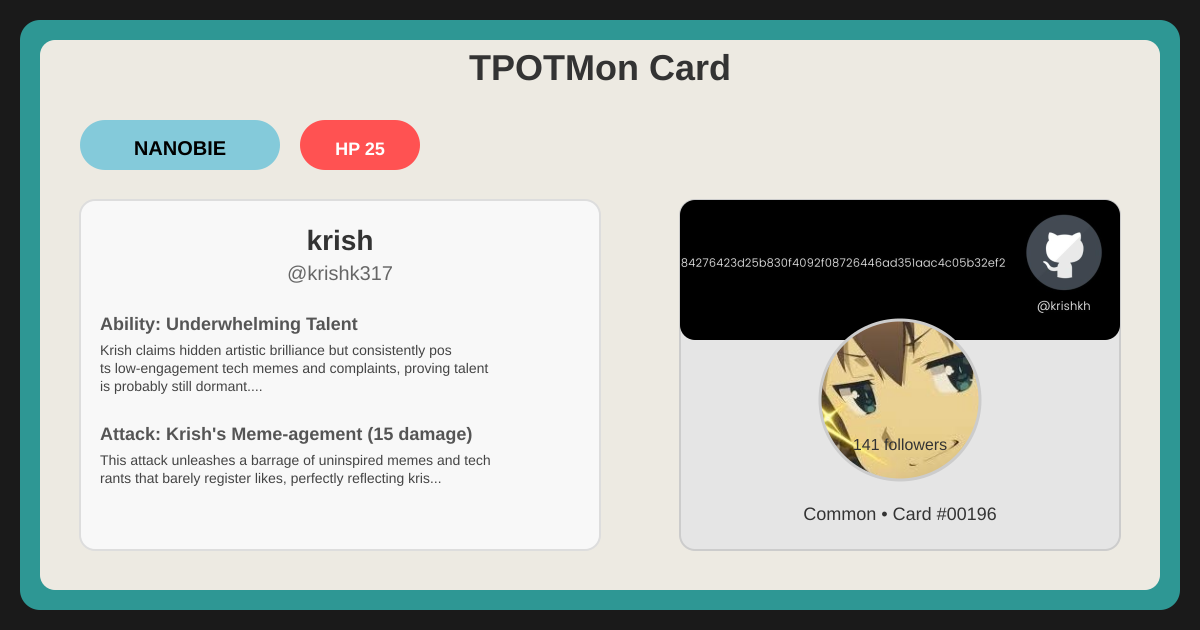 TPOTMon Card
NANOBIE
HP 25
krish
@krishk317
Ability: Underwhelming Talent
Krish claims hidden artistic brilliance but consistently pos
ts low-engagement tech memes and complaints, proving talent
is probably still dormant....
Attack: Krish's Meme-agement (15 damage)
This attack unleashes a barrage of uninspired memes and tech
rants that barely register likes, perfectly reflecting kris...
84276423d25b830f4092f08726446ad351aac4c05b32ef2
@krishkh
141 followers
Common • Card #00196